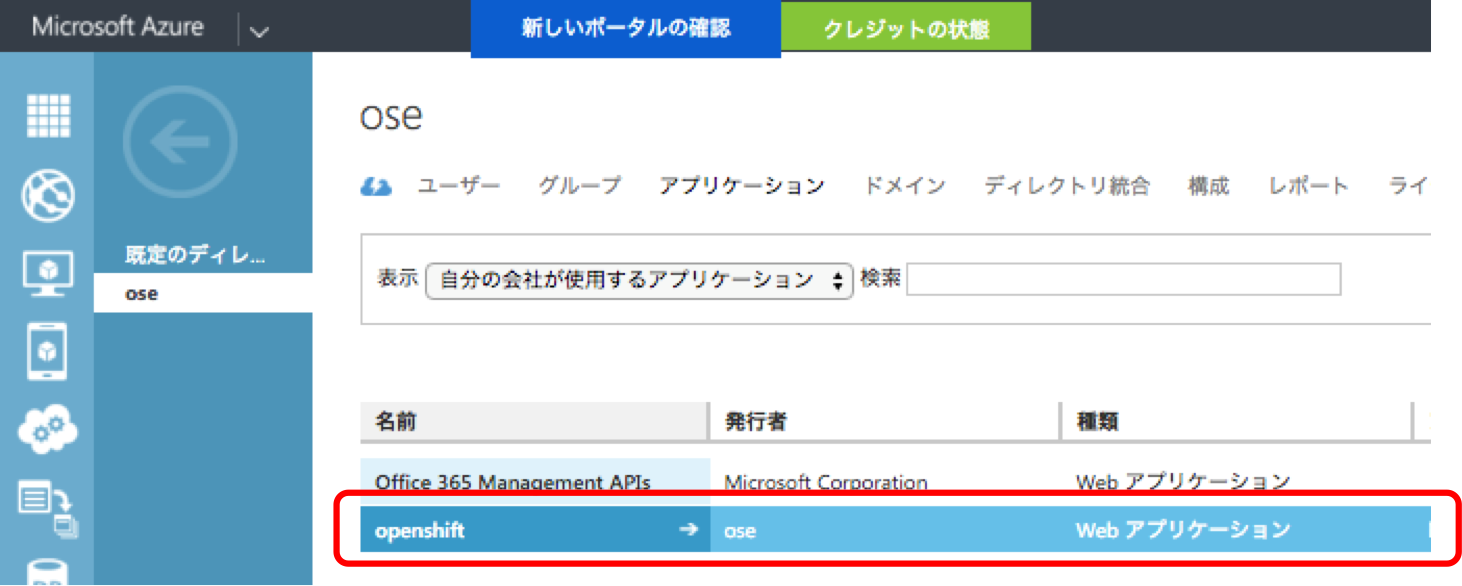 Microsoft Azure
新しいポータルの確認
クレジットの状態
既定のディレ...
ose
ose
ユーザー グループ アプリケーション ドメイン ディレクトリ統合 構成 レポート ライ
表示 自分の会社が使用するアプリケーション 検索
名前 発行者 種類
Office 365 Management APIs Microsoft Corporation Web アプリケーション
openshift ose Web アプリケーション